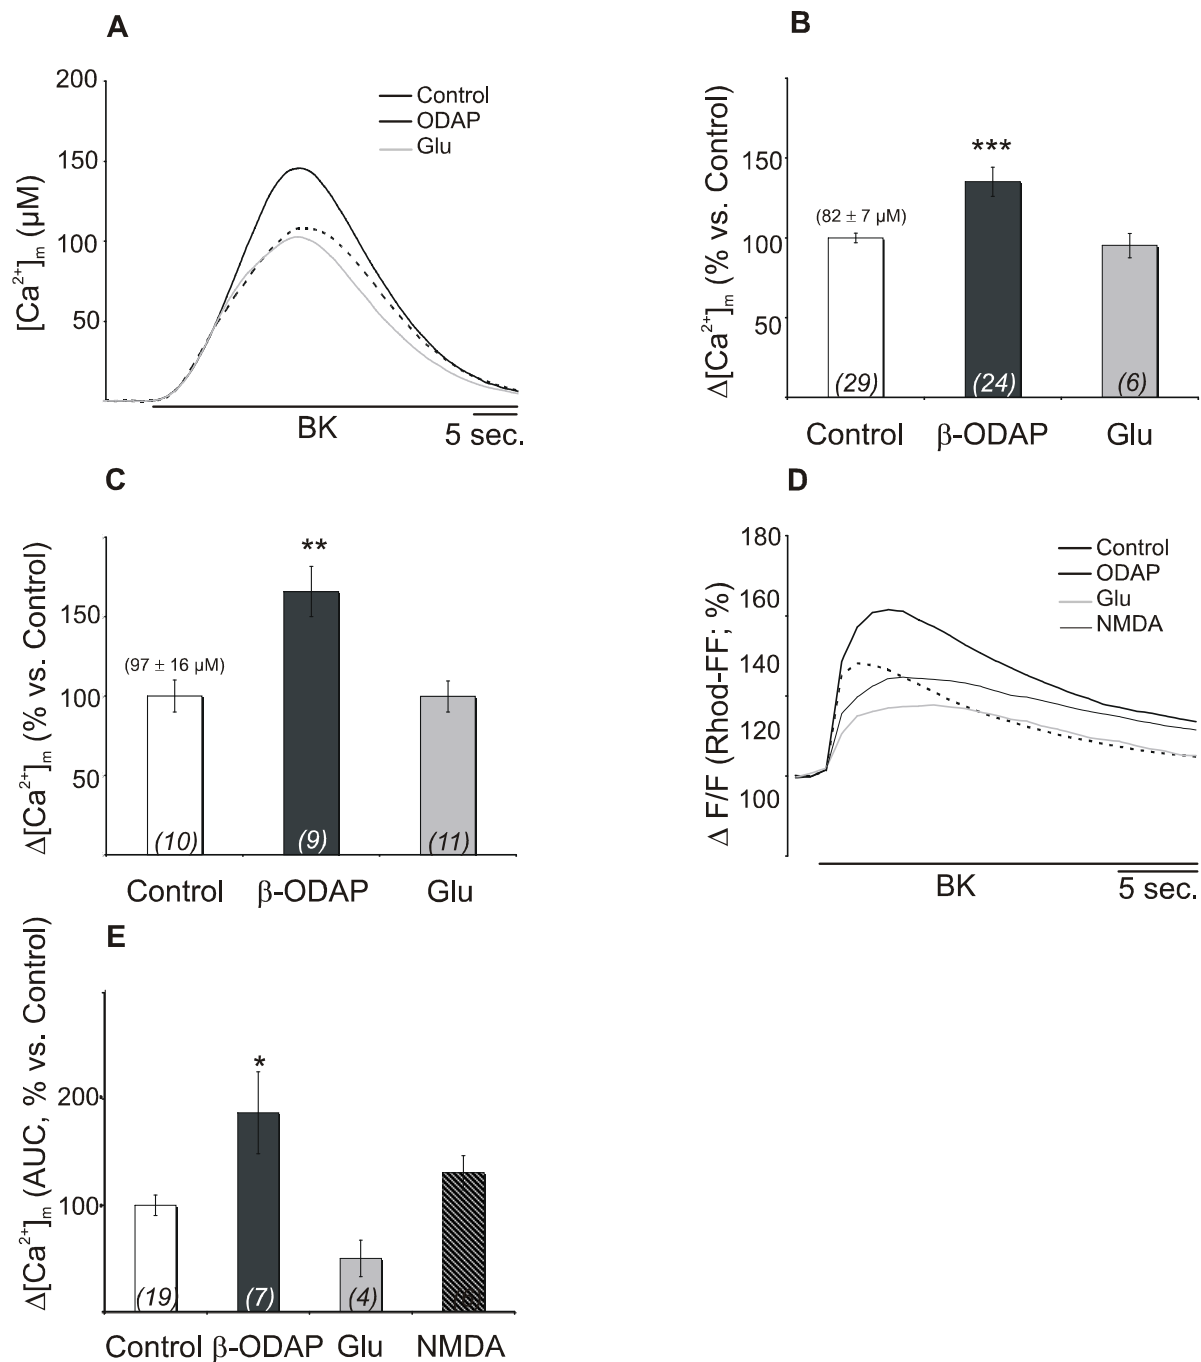 A
200
150
100
50
[Ca²⁺]ₘ (µM)
Control
ODAP
Glu
BK
5 sec.
B
Δ[Ca²⁺]ₘ (% vs. Control)
150
100
50
(82 ± 7 µM)
***
(29)
(24)
(6)
Control
β-ODAP
Glu
C
Δ[Ca²⁺]ₘ (% vs. Control)
150
100
50
(97 ± 16 µM)
**
(10)
(9)
(11)
Control
β-ODAP
Glu
D
Δ F/F (Rhod-FF; %)
180
160
140
120
100
Control
ODAP
Glu
NMDA
BK
5 sec.
E
Δ[Ca²⁺]ₘ (AUC, % vs. Control)
200
100
*
(19)
(7)
(4)
Control
β-ODAP
Glu
NMDA